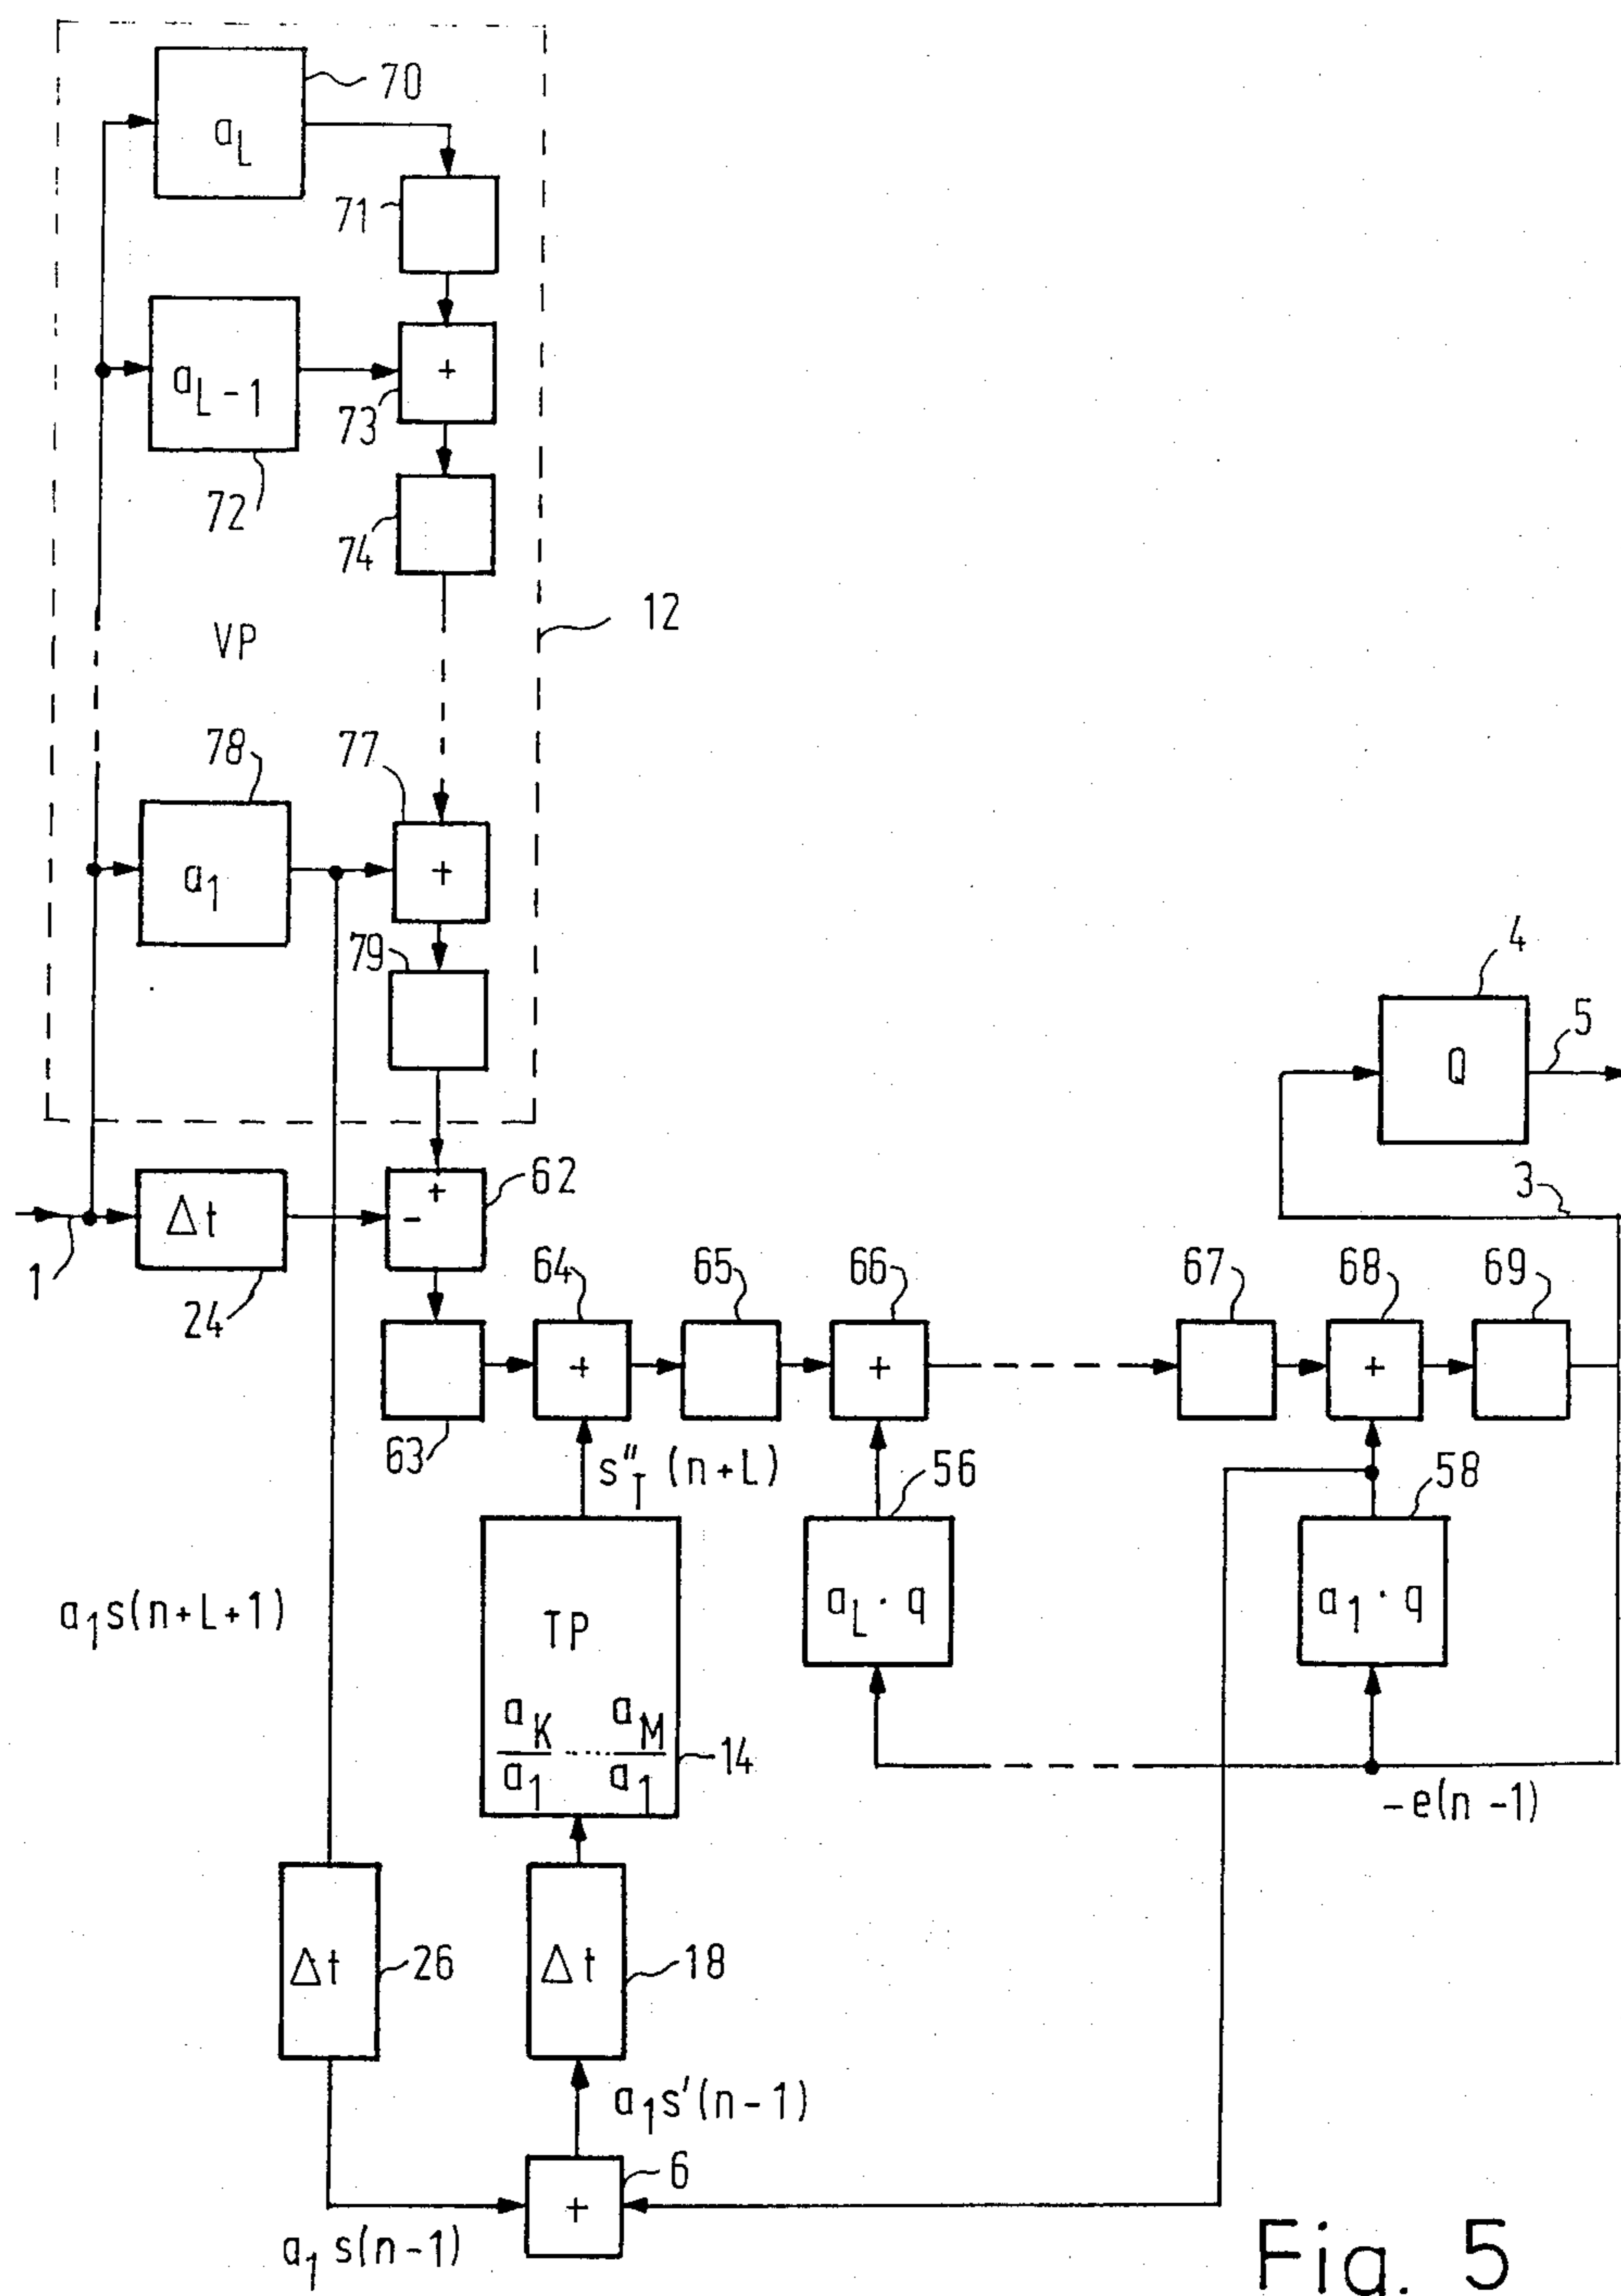 70
a_L
71
+
a_{L-1}
73
72
74
12
VP
78
77
a_1
+
79
4
Q
5
+
62
3
Δt
-
1
24
64
65
66
67
68
69
+
+
+
63
s''_T (n+L)
56
58
TP
a_L · q
a_1 · q
a_1 s(n+L+1)
a_K/a_1 ···· a_M/a_1
14
-e(n-1)
Δt
26
Δt
18
a_1 s'(n-1)
6
+
a_1 s(n-1)
Fig. 5